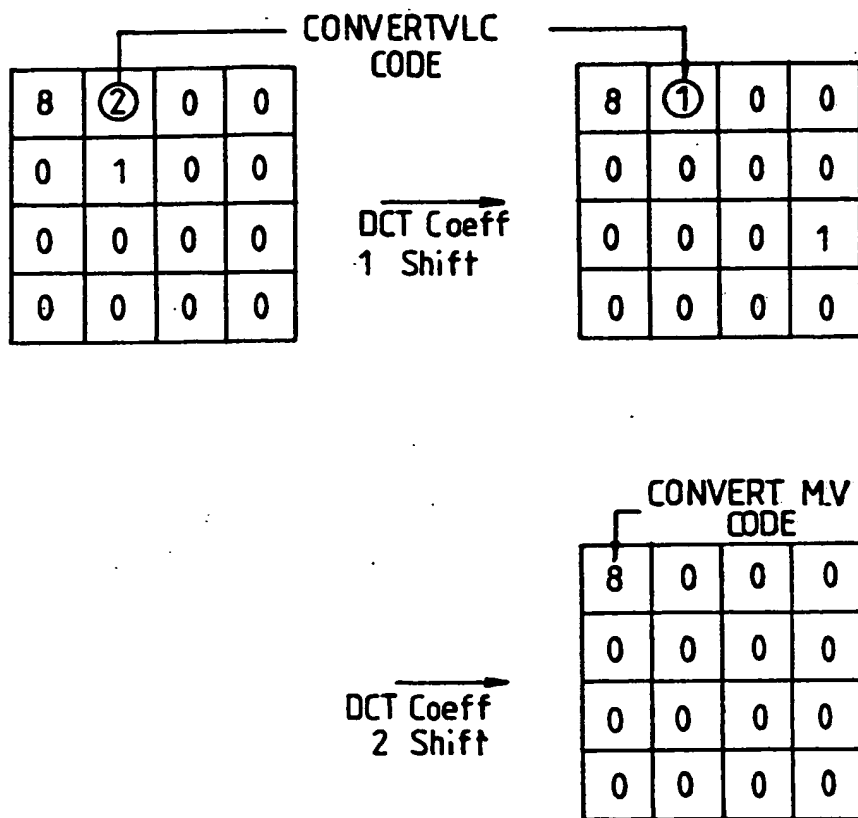 CONVERTVLC
CODE
8 2 0 0
0 1 0 0
0 0 0 0
0 0 0 0
DCT Coeff
1 Shift
8 1 0 0
0 0 0 0
0 0 0 1
0 0 0 0
CONVERT M.V
CODE
DCT Coeff
2 Shift
8 0 0 0
0 0 0 0
0 0 0 0
0 0 0 0